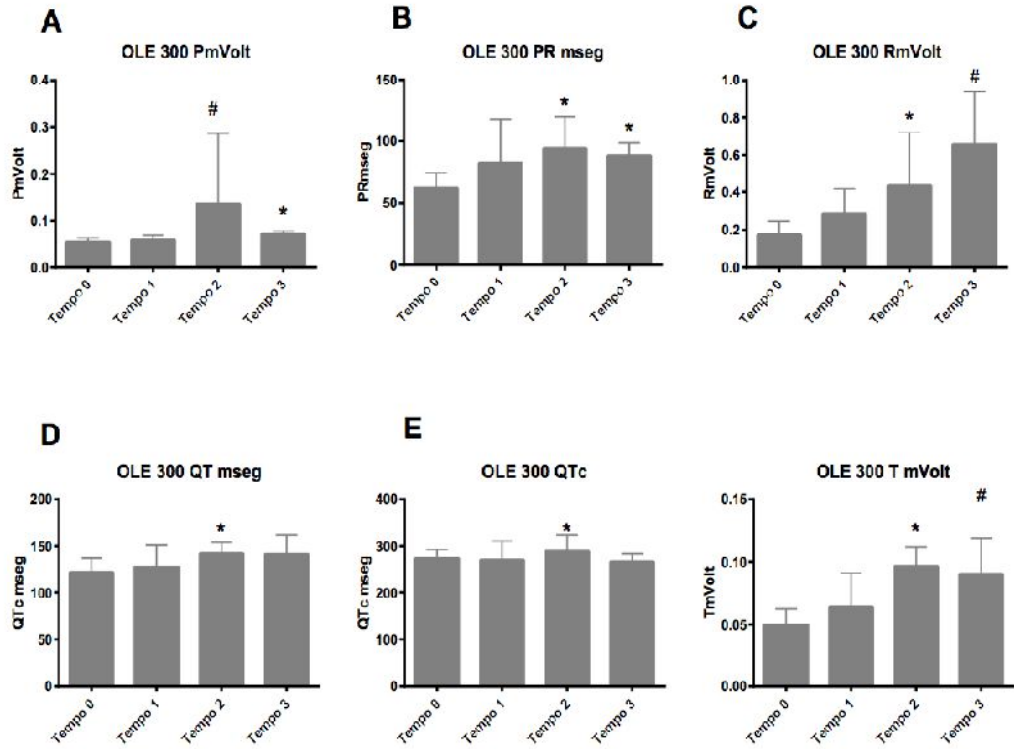 A
OLE 300 PmVolt
PmVolt
0.4
0.3
0.2
0.1
0.0
#
*
Tempo 0
Tempo 1
Tempo 2
Tempo 3
B
OLE 300 PR mseg
PRmseg
150
100
50
0
*
*
Tempo 0
Tempo 1
Tempo 2
Tempo 3
C
OLE 300 RmVolt
RmVolt
1.0
0.8
0.6
0.4
0.2
0.0
*
#
Tempo 0
Tempo 1
Tempo 2
Tempo 3
D
OLE 300 QT mseg
QTc mseg
200
150
100
50
0
*
Tempo 0
Tempo 1
Tempo 2
Tempo 3
E
OLE 300 QTc
QTc mseg
400
300
200
100
0
*
Tempo 0
Tempo 1
Tempo 2
Tempo 3
OLE 300 T mVolt
TmVolt
0.15
0.10
0.05
0.00
*
#
Tempo 0
Tempo 1
Tempo 2
Tempo 3